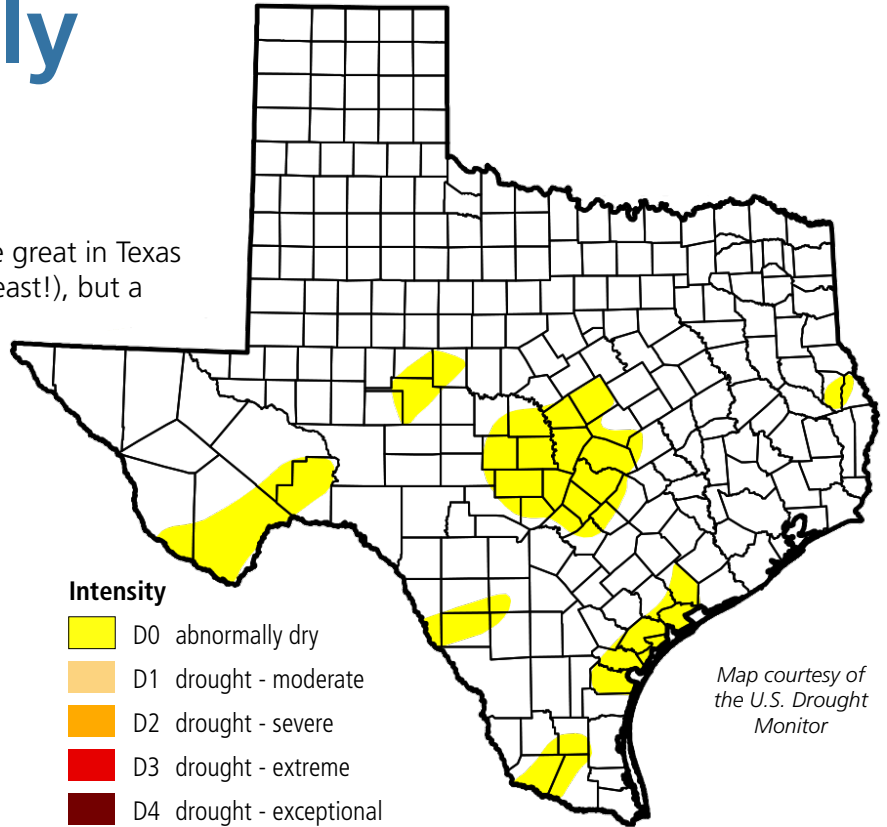 ly
e great in Texas
east!), but a
Intensity
D0 abnormally dry
D1 drought - moderate
D2 drought - severe
D3 drought - extreme
D4 drought - exceptional
Map courtesy of
the U.S. Drought
Monitor